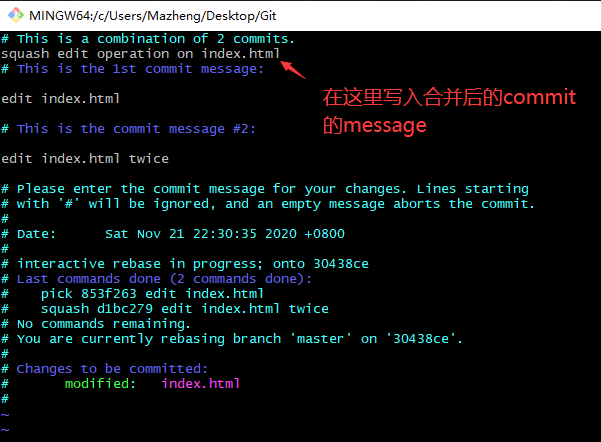 MINGW64:/c/Users/Mazheng/Desktop/Git
# This is a combination of 2 commits.
squash edit operation on index.html
# This is the 1st commit message:
edit index.html
在这里写入合并后的commit
的message
# This is the commit message #2:
edit index.html twice
# Please enter the commit message for your changes. Lines starting
# with '#' will be ignored, and an empty message aborts the commit.
#
# Date:      Sat Nov 21 22:30:35 2020 +0800
#
# interactive rebase in progress; onto 30438ce
# Last commands done (2 commands done):
#    pick 853f263 edit index.html
#    squash d1bc279 edit index.html twice
# No commands remaining.
# You are currently rebasing branch 'master' on '30438ce'.
#
# Changes to be committed:
#       modified:   index.html
#
~
~